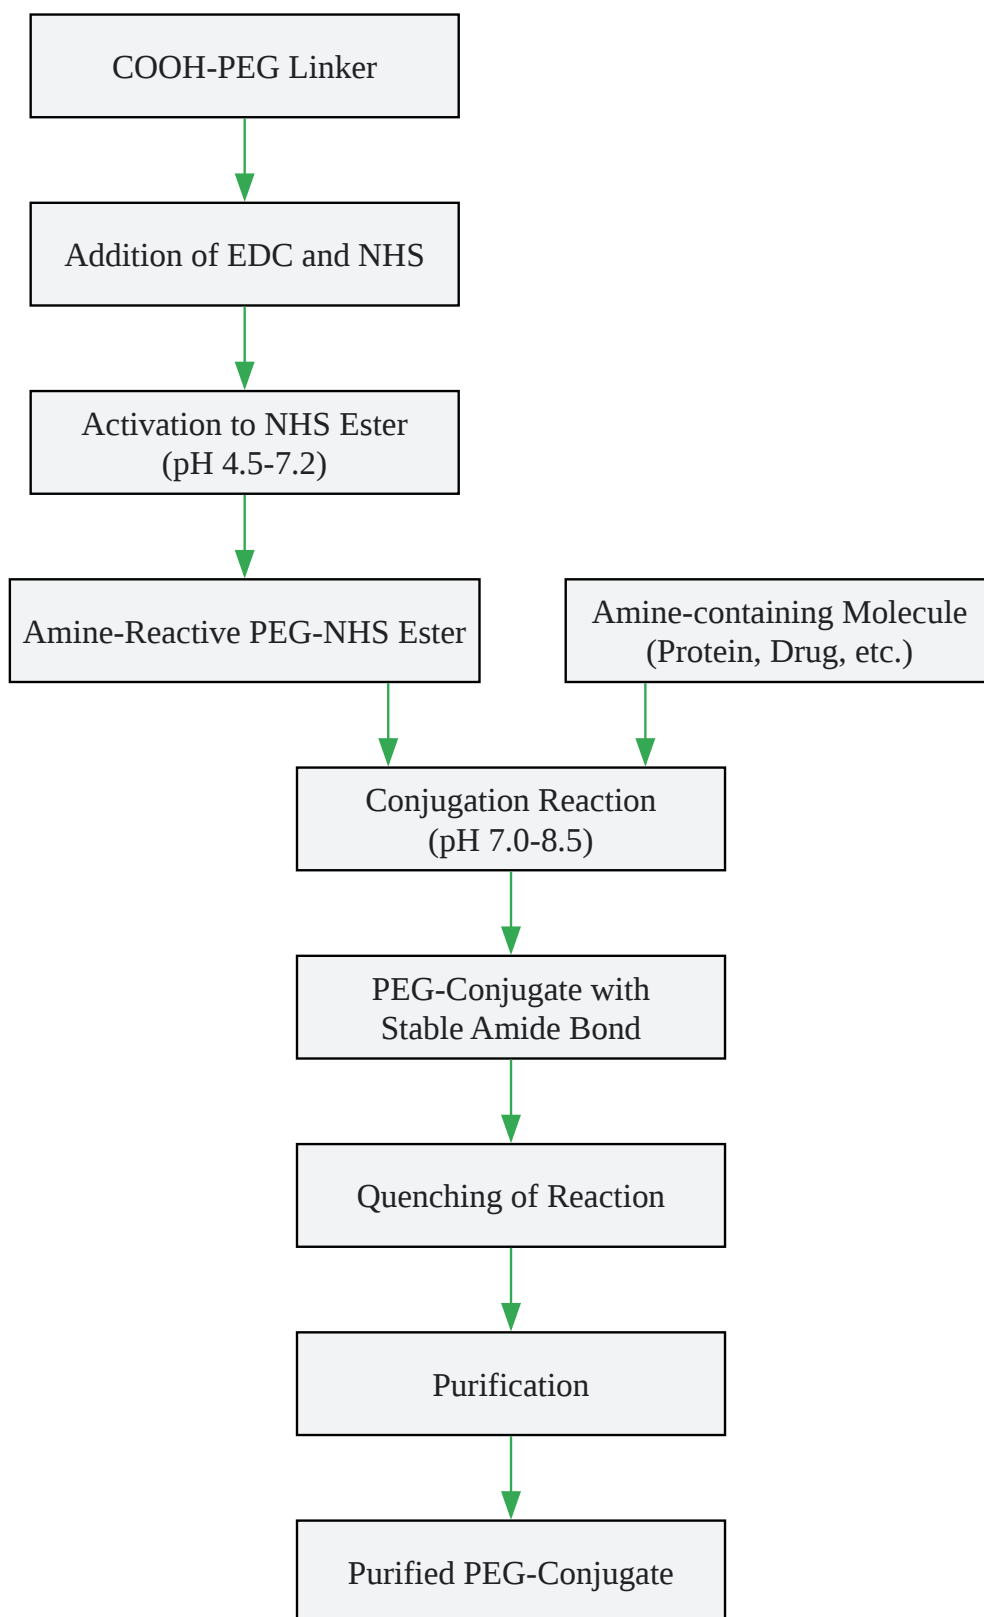 COOH-PEG Linker
Addition of EDC and NHS
Activation to NHS Ester
(pH 4.5-7.2)
Amine-Reactive PEG-NHS Ester
Amine-containing Molecule
(Protein, Drug, etc.)
Conjugation Reaction
(pH 7.0-8.5)
PEG-Conjugate with
Stable Amide Bond
Quenching of Reaction
Purification
Purified PEG-Conjugate